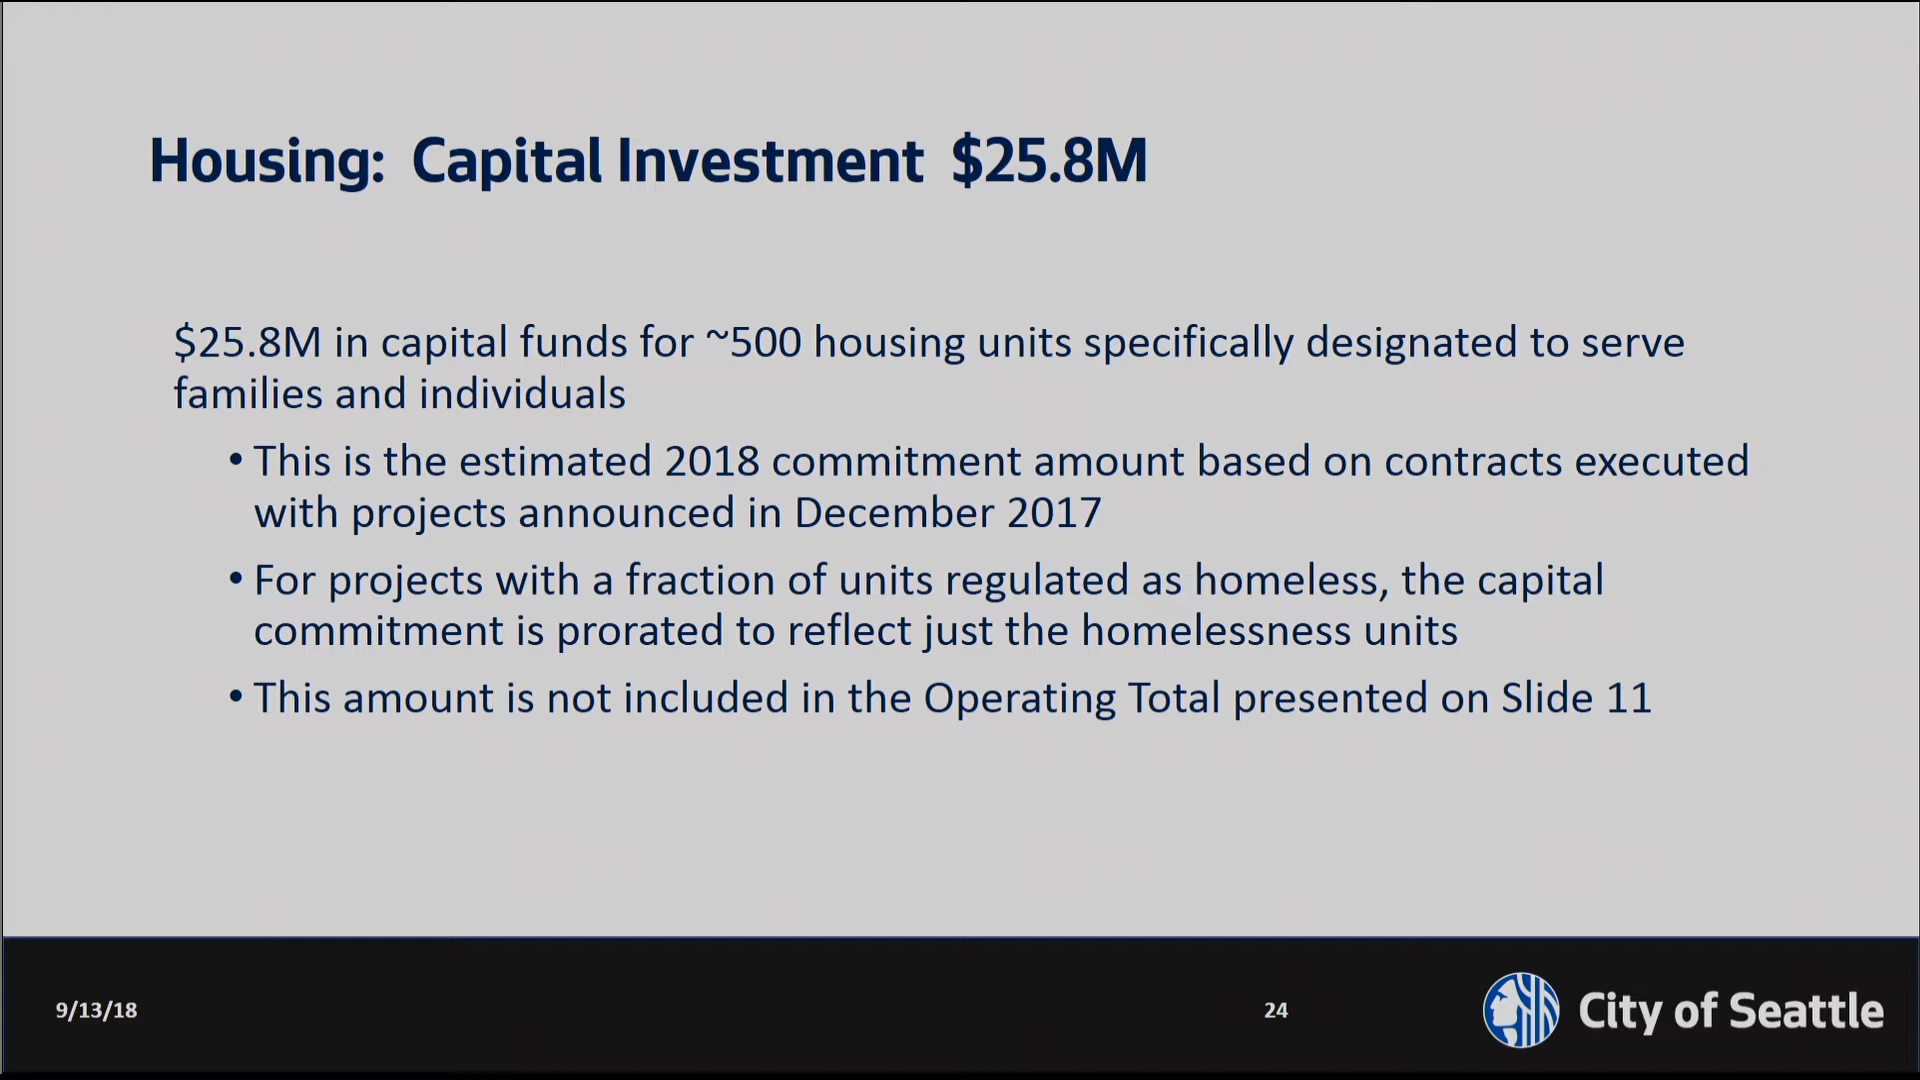 Housing: Capital Investment $25.8M
$25.8M in capital funds for ~500 housing units specifically designated to serve
families and individuals
• This is the estimated 2018 commitment amount based on contracts executed
with projects announced in December 2017
• For projects with a fraction of units regulated as homeless, the capital
commitment is prorated to reflect just the homelessness units
• This amount is not included in the Operating Total presented on Slide 11
9/13/18
24
City of Seattle